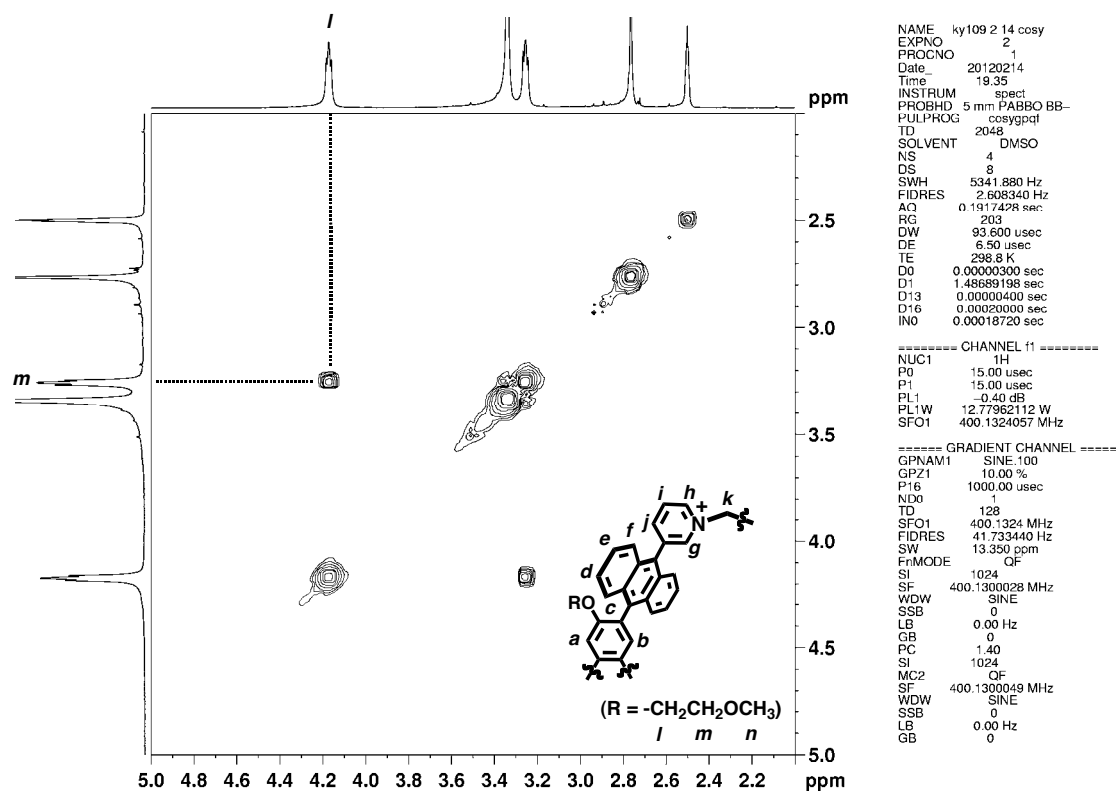 l
ppm
2.5
3.0
m
3.5
4.0
4.5
5.0
5.0 4.8 4.6 4.4 4.2 4.0 3.8 3.6 3.4 3.2 3.0 2.8 2.6 2.4 2.2 ppm
i h k
+
j N
f
e g
d
RO c
a b
(R = -CH2CH2OCH3)
l m n
NAME ky109 2 14 cosy
EXPNO 2
PROCNO 1
Date_ 20120214
Time 19.35
INSTRUM spect
PROBHD 5 mm PABBO BB-
PULPROG cosygpqf
TD 2048
SOLVENT DMSO
NS 4
DS 8
SWH 5341.880 Hz
FIDRES 2.608340 Hz
AQ 0.1917428 sec
RG 203
DW 93.600 usec
DE 6.50 usec
TE 298.8 K
D0 0.00000300 sec
D1 1.48689198 sec
D13 0.00000400 sec
D16 0.00020000 sec
IN0 0.00018720 sec
======== CHANNEL f1 ========
NUC1 1H
P0 15.00 usec
P1 15.00 usec
PL1 -0.40 dB
PL1W 12.77962112 W
SFO1 400.1324057 MHz
====== GRADIENT CHANNEL =====
GPNAM1 SINE.100
GPZ1 10.00 %
P16 1000.00 usec
ND0 1
TD 128
SFO1 400.1324 MHz
FIDRES 41.733440 Hz
SW 13.350 ppm
FnMODE QF
SI 1024
SF 400.1300028 MHz
WDW SINE
SSB 0
LB 0.00 Hz
GB 0
PC 1.40
SI 1024
MC2 QF
SF 400.1300049 MHz
WDW SINE
SSB 0
LB 0.00 Hz
GB 0